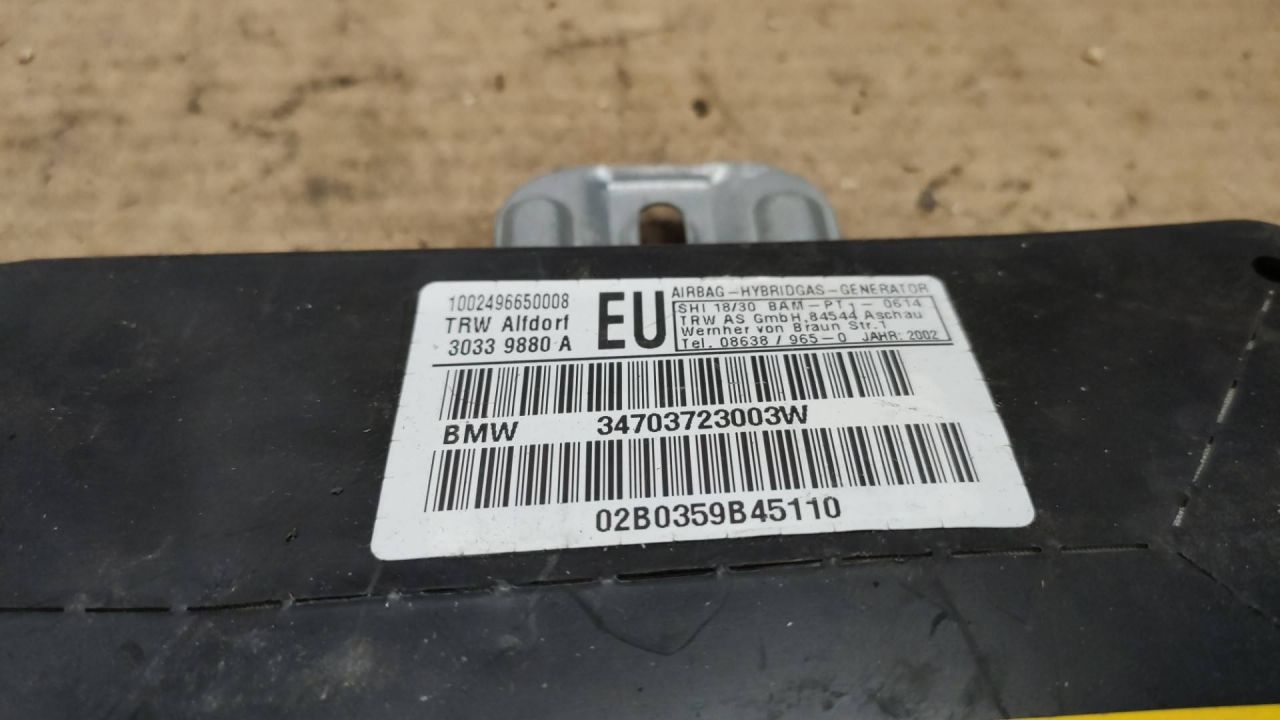 1002496650008
TRW Alfdorf
3033 9880 A
EU
AIRBAG-HYBRIDGAS-GENERATOR
SHI 18/30 BAM-PT1-0614
TRW AS GmbH, 84544 Aschau
Wernher von Braun Str.1
Tel. 08638 / 965-0 JAHR: 2002
BMW 34703723003W
02B0359B45110